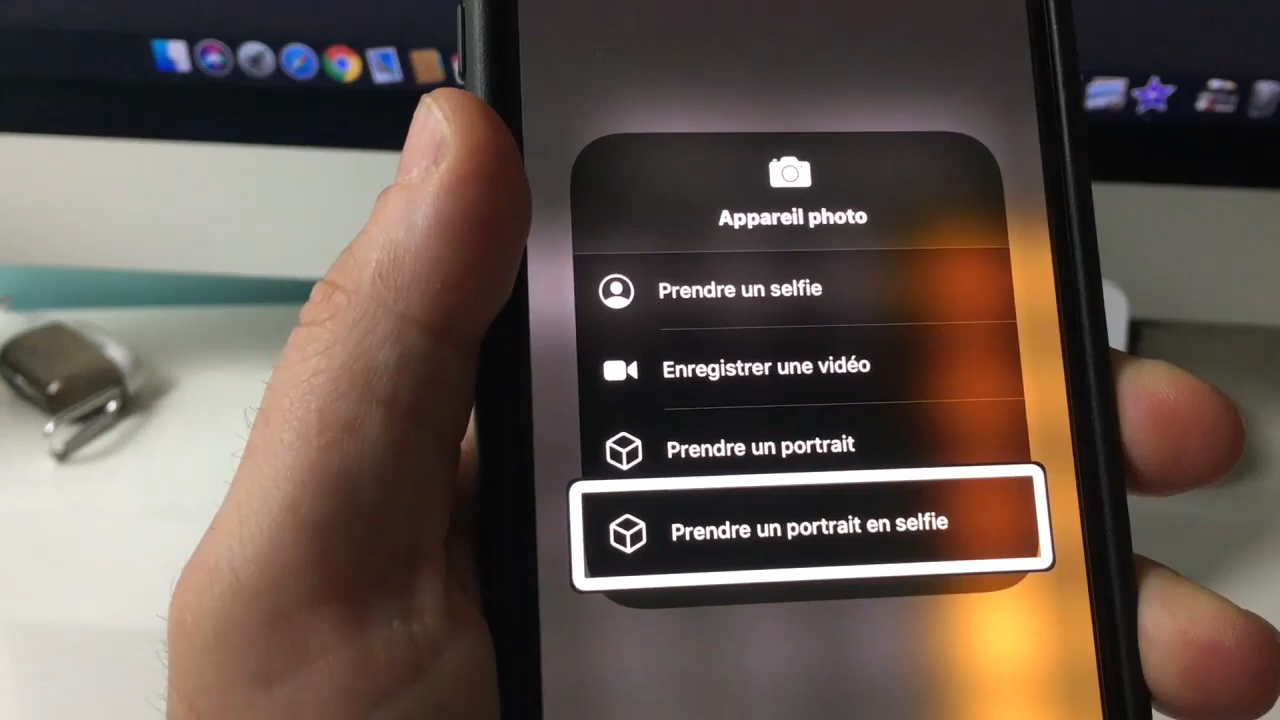 Appareil photo
Prendre un selfie
Enregistrer une vidéo
Prendre un portrait
Prendre un portrait en selfie